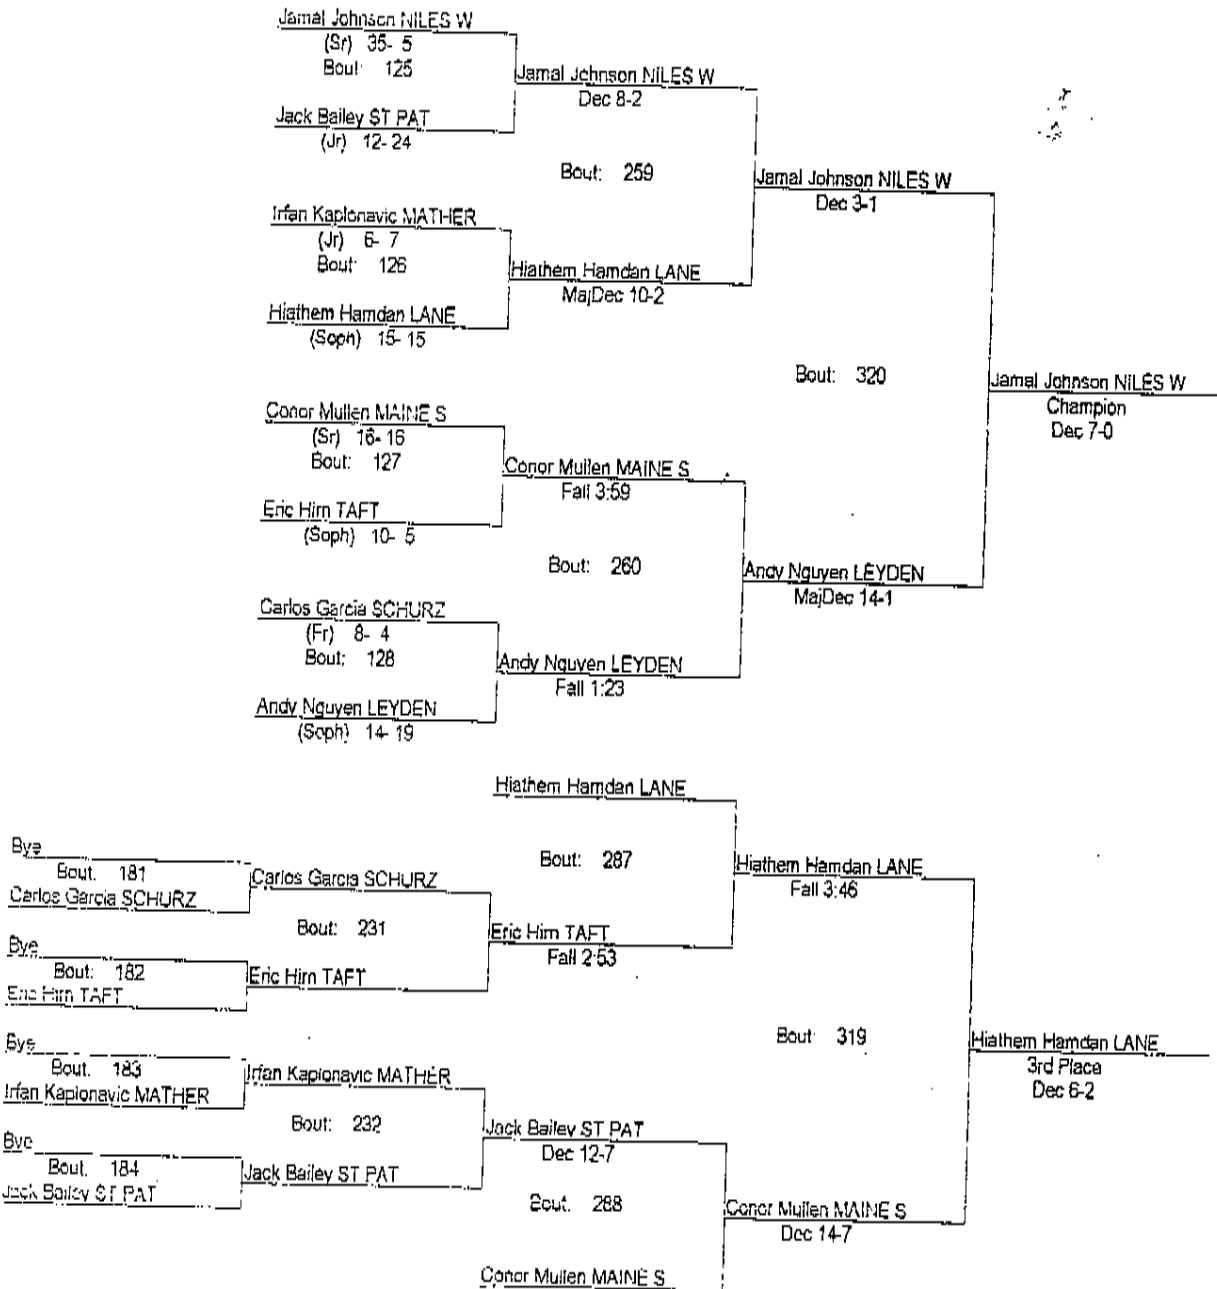 Jamal Johnson NILES W
(Sr) 35- 5
Bout: 125
Jamal Johnson NILES W
Dec 8-2
Jack Bailey ST PAT
(Jr) 12- 24
Bout: 259
Jamal Johnson NILES W
Dec 3-1
Irfan Kaplonavic MATHER
(Jr) 6- 7
Bout: 126
Hiathem Hamdan LANE
MajDec 10-2
Hiathem Hamdan LANE
(Soph) 15- 15
Bout: 320
Jamal Johnson NILES W
Champion
Dec 7-0
Conor Mullen MAINE S
(Sr) 16- 16
Bout: 127
Conor Mullen MAINE S
Fall 3:59
Eric Hirn TAFT
(Soph) 10- 5
Bout: 260
Andy Nguyen LEYDEN
MajDec 14-1
Carlos Garcia SCHURZ
(Fr) 8- 4
Bout: 128
Andy Nguyen LEYDEN
Fall 1:23
Andy Nguyen LEYDEN
(Soph) 14- 19
Hiathem Hamdan LANE
Bout: 287
Hiathem Hamdan LANE
Fall 3:46
Bye
Bout: 181
Carlos Garcia SCHURZ
Carlos Garcia SCHURZ
Bout: 231
Eric Hirn TAFT
Fall 2:53
Bye
Bout: 182
Eric Hirn TAFT
Eric Hirn TAFT
Bout: 319
Hiathem Hamdan LANE
3rd Place
Dec 6-2
Bye
Bout: 183
Irfan Kaplonavic MATHER
Irfan Kaplonavic MATHER
Bout: 232
Jack Bailey ST PAT
Dec 12-7
Bye
Bout: 184
Jack Bailey ST PAT
Jack Bailey ST PAT
Bout: 288
Conor Mullen MAINE S
Dec 14-7
Conor Mullen MAINE S